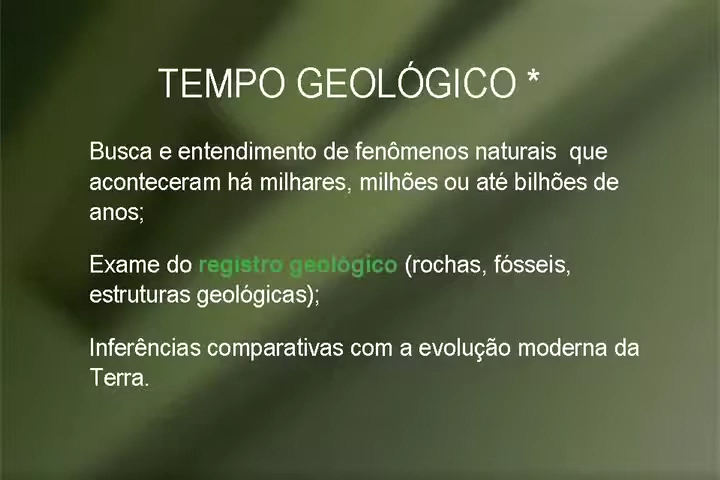 TEMPO GEOLÓGICO *
Busca e entendimento de fenômenos naturais  que
aconteceram há milhares, milhões ou até bilhões de
anos;
Exame do registro geológico (rochas, fósseis,
estruturas geológicas);
Inferências comparativas com a evolução moderna da
Terra.